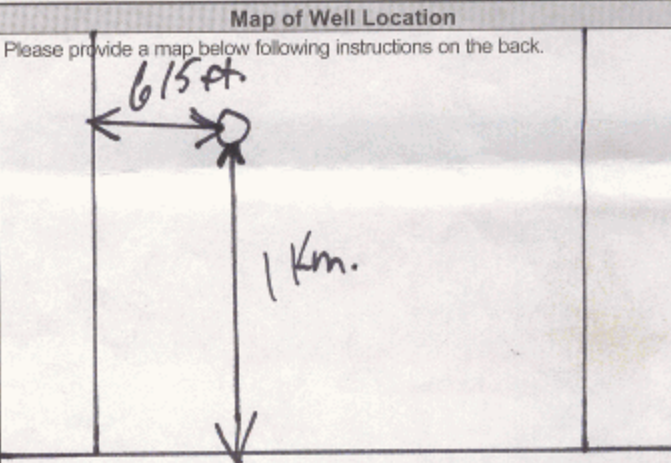 Map of Well Location
Please provide a map below following instructions on the back.
615 ft.
1 Km.